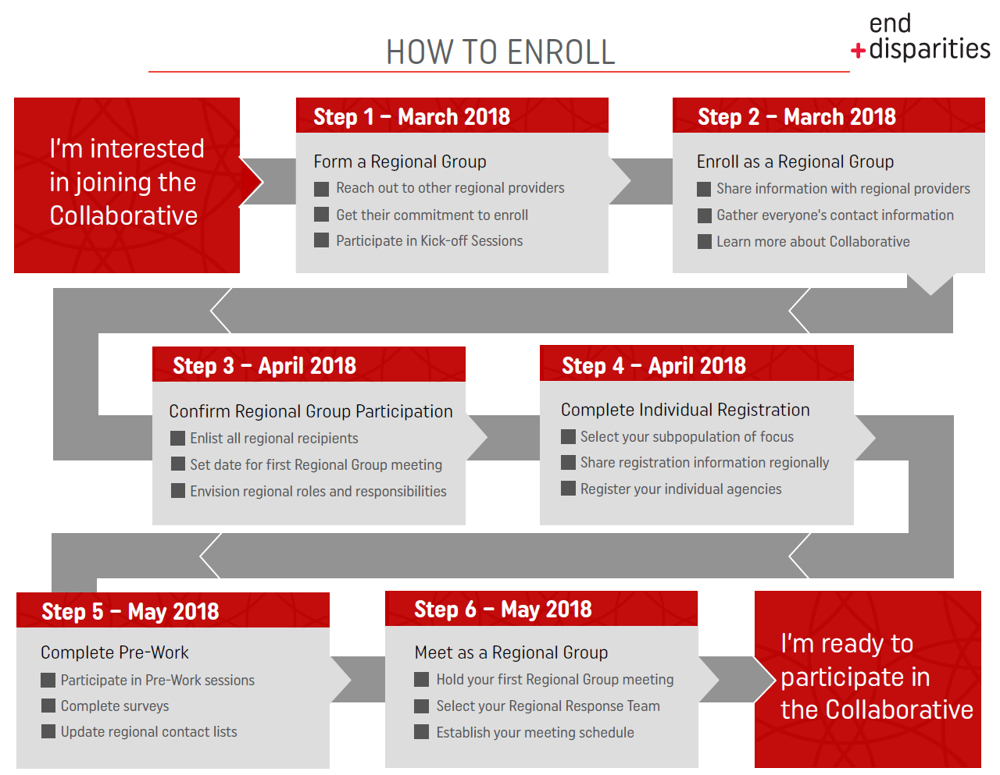 end
+disparities
HOW TO ENROLL
I'm interested
in joining the
Collaborative
Step 1 – March 2018
Form a Regional Group
Reach out to other regional providers
Get their commitment to enroll
Participate in Kick-off Sessions
Step 2 – March 2018
Enroll as a Regional Group
Share information with regional providers
Gather everyone's contact information
Learn more about Collaborative
Step 3 – April 2018
Confirm Regional Group Participation
Enlist all regional recipients
Set date for first Regional Group meeting
Envision regional roles and responsibilities
Step 4 – April 2018
Complete Individual Registration
Select your subpopulation of focus
Share registration information regionally
Register your individual agencies
Step 5 – May 2018
Complete Pre-Work
Participate in Pre-Work sessions
Complete surveys
Update regional contact lists
Step 6 – May 2018
Meet as a Regional Group
Hold your first Regional Group meeting
Select your Regional Response Team
Establish your meeting schedule
I'm ready to
participate in
the Collaborative